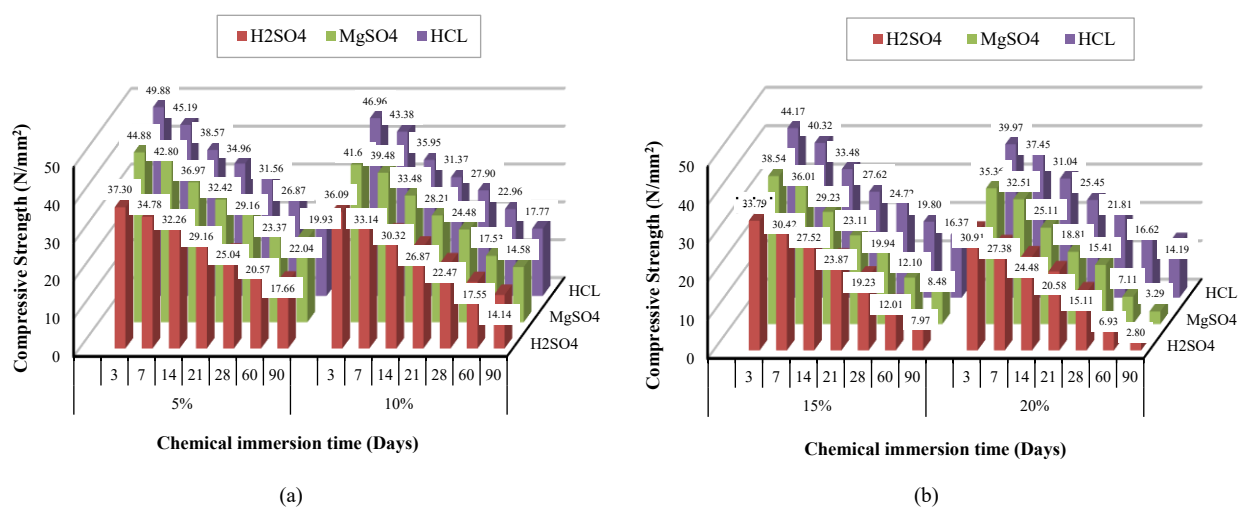 H2SO4 MgSO4 HCL
Compressive Strength (N/mm²)
50
40
30
20
10
0
49.88 45.19 38.57 34.96 31.56 26.87 19.93
44.88 42.80 36.97 32.42 29.16 23.37 22.04
37.30 34.78 32.26 29.16 25.04 20.57 17.66
46.96 43.38 35.95 31.37 27.90 22.96 17.77
41.6 39.48 33.48 28.21 24.48 17.53 14.58
36.09 33.14 30.32 26.87 22.47 17.55 14.14
HCL
MgSO4
H2SO4
3 7 14 21 28 60 90 3 7 14 21 28 60 90
5% 10%
Chemical immersion time (Days)
(a)
H2SO4 MgSO4 HCL
Compressive Strength (N/mm²)
50
40
30
20
10
0
44.17 40.32 33.48 27.62 24.72 19.80 16.37
38.54 36.01 29.23 23.11 19.94 12.10 8.48
33.79 30.42 27.52 23.87 19.23 12.01 7.97
39.97 37.45 31.04 25.45 21.81 16.62 14.19
35.36 32.51 25.11 18.81 15.41 7.11 3.29
30.91 27.38 24.48 20.58 15.11 6.93 2.80
HCL
MgSO4
H2SO4
3 7 14 21 28 60 90 3 7 14 21 28 60 90
15% 20%
Chemical immersion time (Days)
(b)